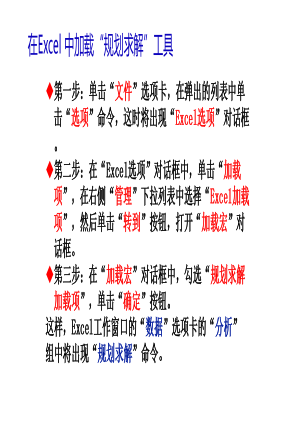 在Excel 中加载“规划求解”工具
◆第一步：单击“文件”选项卡，在弹出的列表中单
击“选项”命令，这时将出现“Excel选项”对话框
。
◆第二步：在“Excel选项”对话框中，单击“加载
项”，在右侧“管理”下拉列表中选择“Excel加载
项”，然后单击“转到”按钮，打开“加载宏”对
话框。
◆第三步：在“加载宏”对话框中，勾选“规划求解
加载项”，单击“确定”按钮。
这样，Excel工作窗口的“数据”选项卡的“分析”
组中将出现“规划求解”命令。